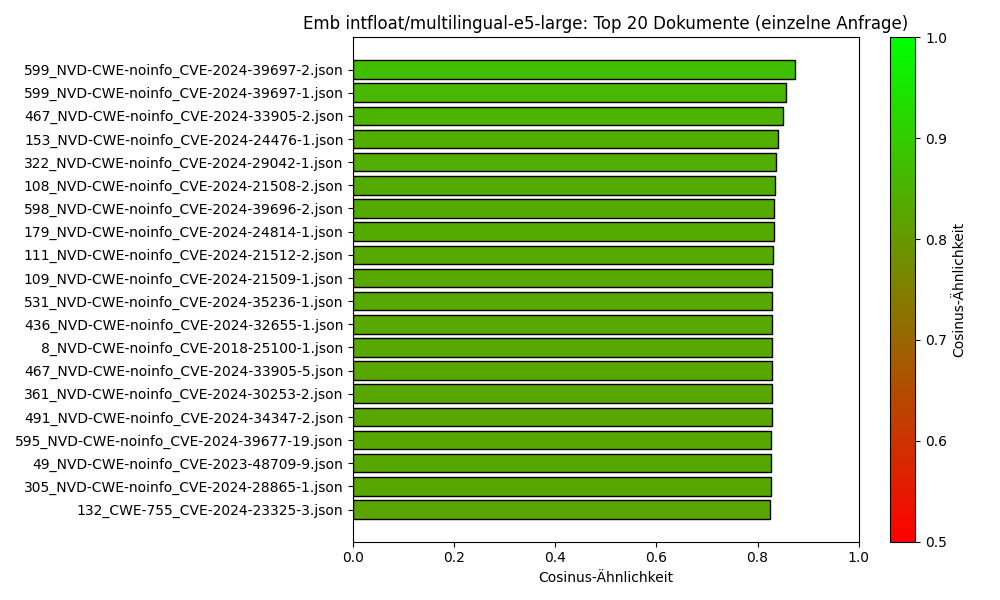 Emb intfloat/multilingual-e5-large: Top 20 Dokumente (einzelne Anfrage)
599_NVD-CWE-noinfo_CVE-2024-39697-2.json
599_NVD-CWE-noinfo_CVE-2024-39697-1.json
467_NVD-CWE-noinfo_CVE-2024-33905-2.json
153_NVD-CWE-noinfo_CVE-2024-24476-1.json
322_NVD-CWE-noinfo_CVE-2024-29042-1.json
108_NVD-CWE-noinfo_CVE-2024-21508-2.json
598_NVD-CWE-noinfo_CVE-2024-39696-2.json
179_NVD-CWE-noinfo_CVE-2024-24814-1.json
111_NVD-CWE-noinfo_CVE-2024-21512-2.json
109_NVD-CWE-noinfo_CVE-2024-21509-1.json
531_NVD-CWE-noinfo_CVE-2024-35236-1.json
436_NVD-CWE-noinfo_CVE-2024-32655-1.json
8_NVD-CWE-noinfo_CVE-2018-25100-1.json
467_NVD-CWE-noinfo_CVE-2024-33905-5.json
361_NVD-CWE-noinfo_CVE-2024-30253-2.json
491_NVD-CWE-noinfo_CVE-2024-34347-2.json
595_NVD-CWE-noinfo_CVE-2024-39677-19.json
49_NVD-CWE-noinfo_CVE-2023-48709-9.json
305_NVD-CWE-noinfo_CVE-2024-28865-1.json
132_CWE-755_CVE-2024-23325-3.json
0.0 0.2 0.4 0.6 0.8 1.0
Cosinus-Ähnlichkeit
1.0
0.9
0.8
0.7
0.6
0.5
Cosinus-Ähnlichkeit